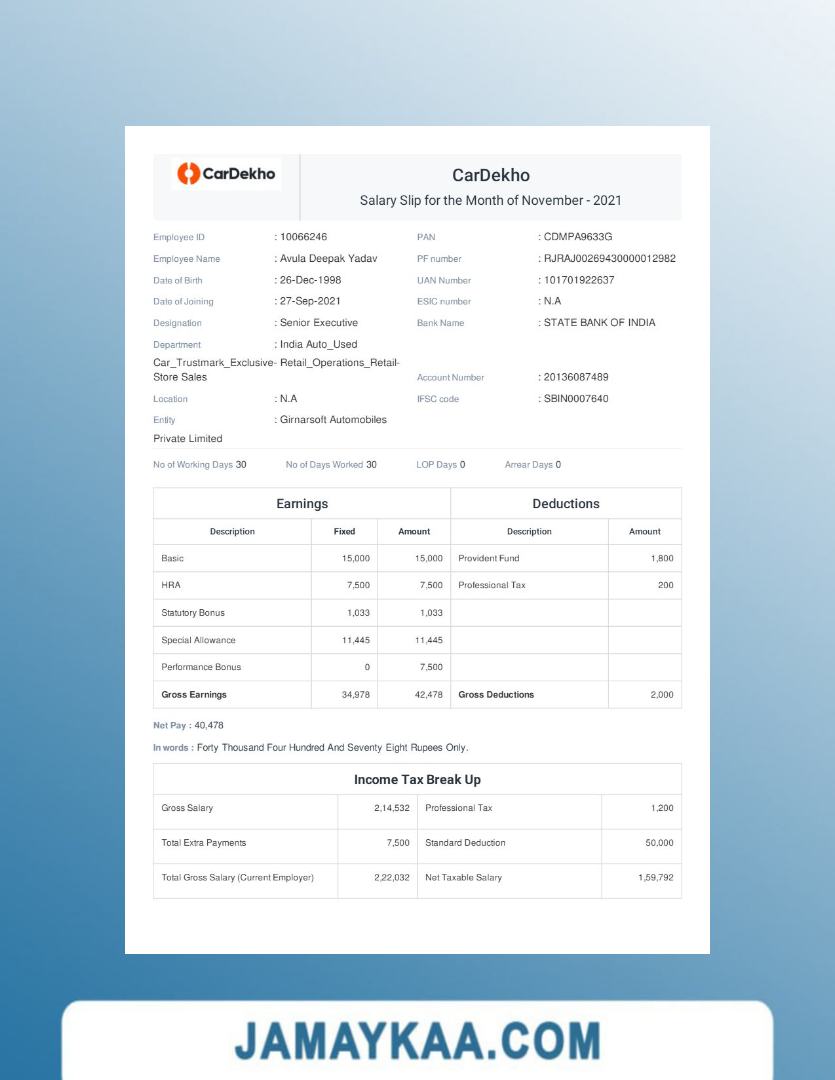 CarDekho
CarDekho
Salary Slip for the Month of November - 2021
Employee ID : 10066246 PAN : CDMPA9633G
Employee Name : Avula Deepak Yadav PF number : RJRAJ00269430000012982
Date of Birth : 26-Dec-1998 UAN Number : 101701922637
Date of Joining : 27-Sep-2021 ESIC number : N.A
Designation : Senior Executive Bank Name : STATE BANK OF INDIA
Department : India Auto_Used
Car_Trustmark_Exclusive- Retail_Operations_Retail-
Store Sales Account Number : 20136087489
Location : N.A IFSC code : SBIN0007640
Entity : Girnarsoft Automobiles
Private Limited
No of Working Days 30 No of Days Worked 30 LOP Days 0 Arrear Days 0
Earnings Deductions
Description Fixed Amount Description Amount
Basic 15,000 15,000 Provident Fund 1,800
HRA 7,500 7,500 Professional Tax 200
Statutory Bonus 1,033 1,033
Special Allowance 11,445 11,445
Performance Bonus 0 7,500
Gross Earnings 34,978 42,478 Gross Deductions 2,000
Net Pay : 40,478
In words : Forty Thousand Four Hundred And Seventy Eight Rupees Only.
Income Tax Break Up
Gross Salary 2,14,532 Professional Tax 1,200
Total Extra Payments 7,500 Standard Deduction 50,000
Total Gross Salary (Current Employer) 2,22,032 Net Taxable Salary 1,59,792
JAMAYKAA.COM